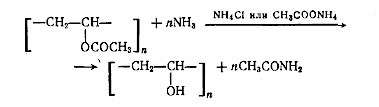 [—CH₂—CH—]ₙ + nNH₃ NH₄Cl или CH₃COONH₄ →
OCOCH₃
→ [—CH₂—CH—]ₙ + nCH₃CONH₂
OH